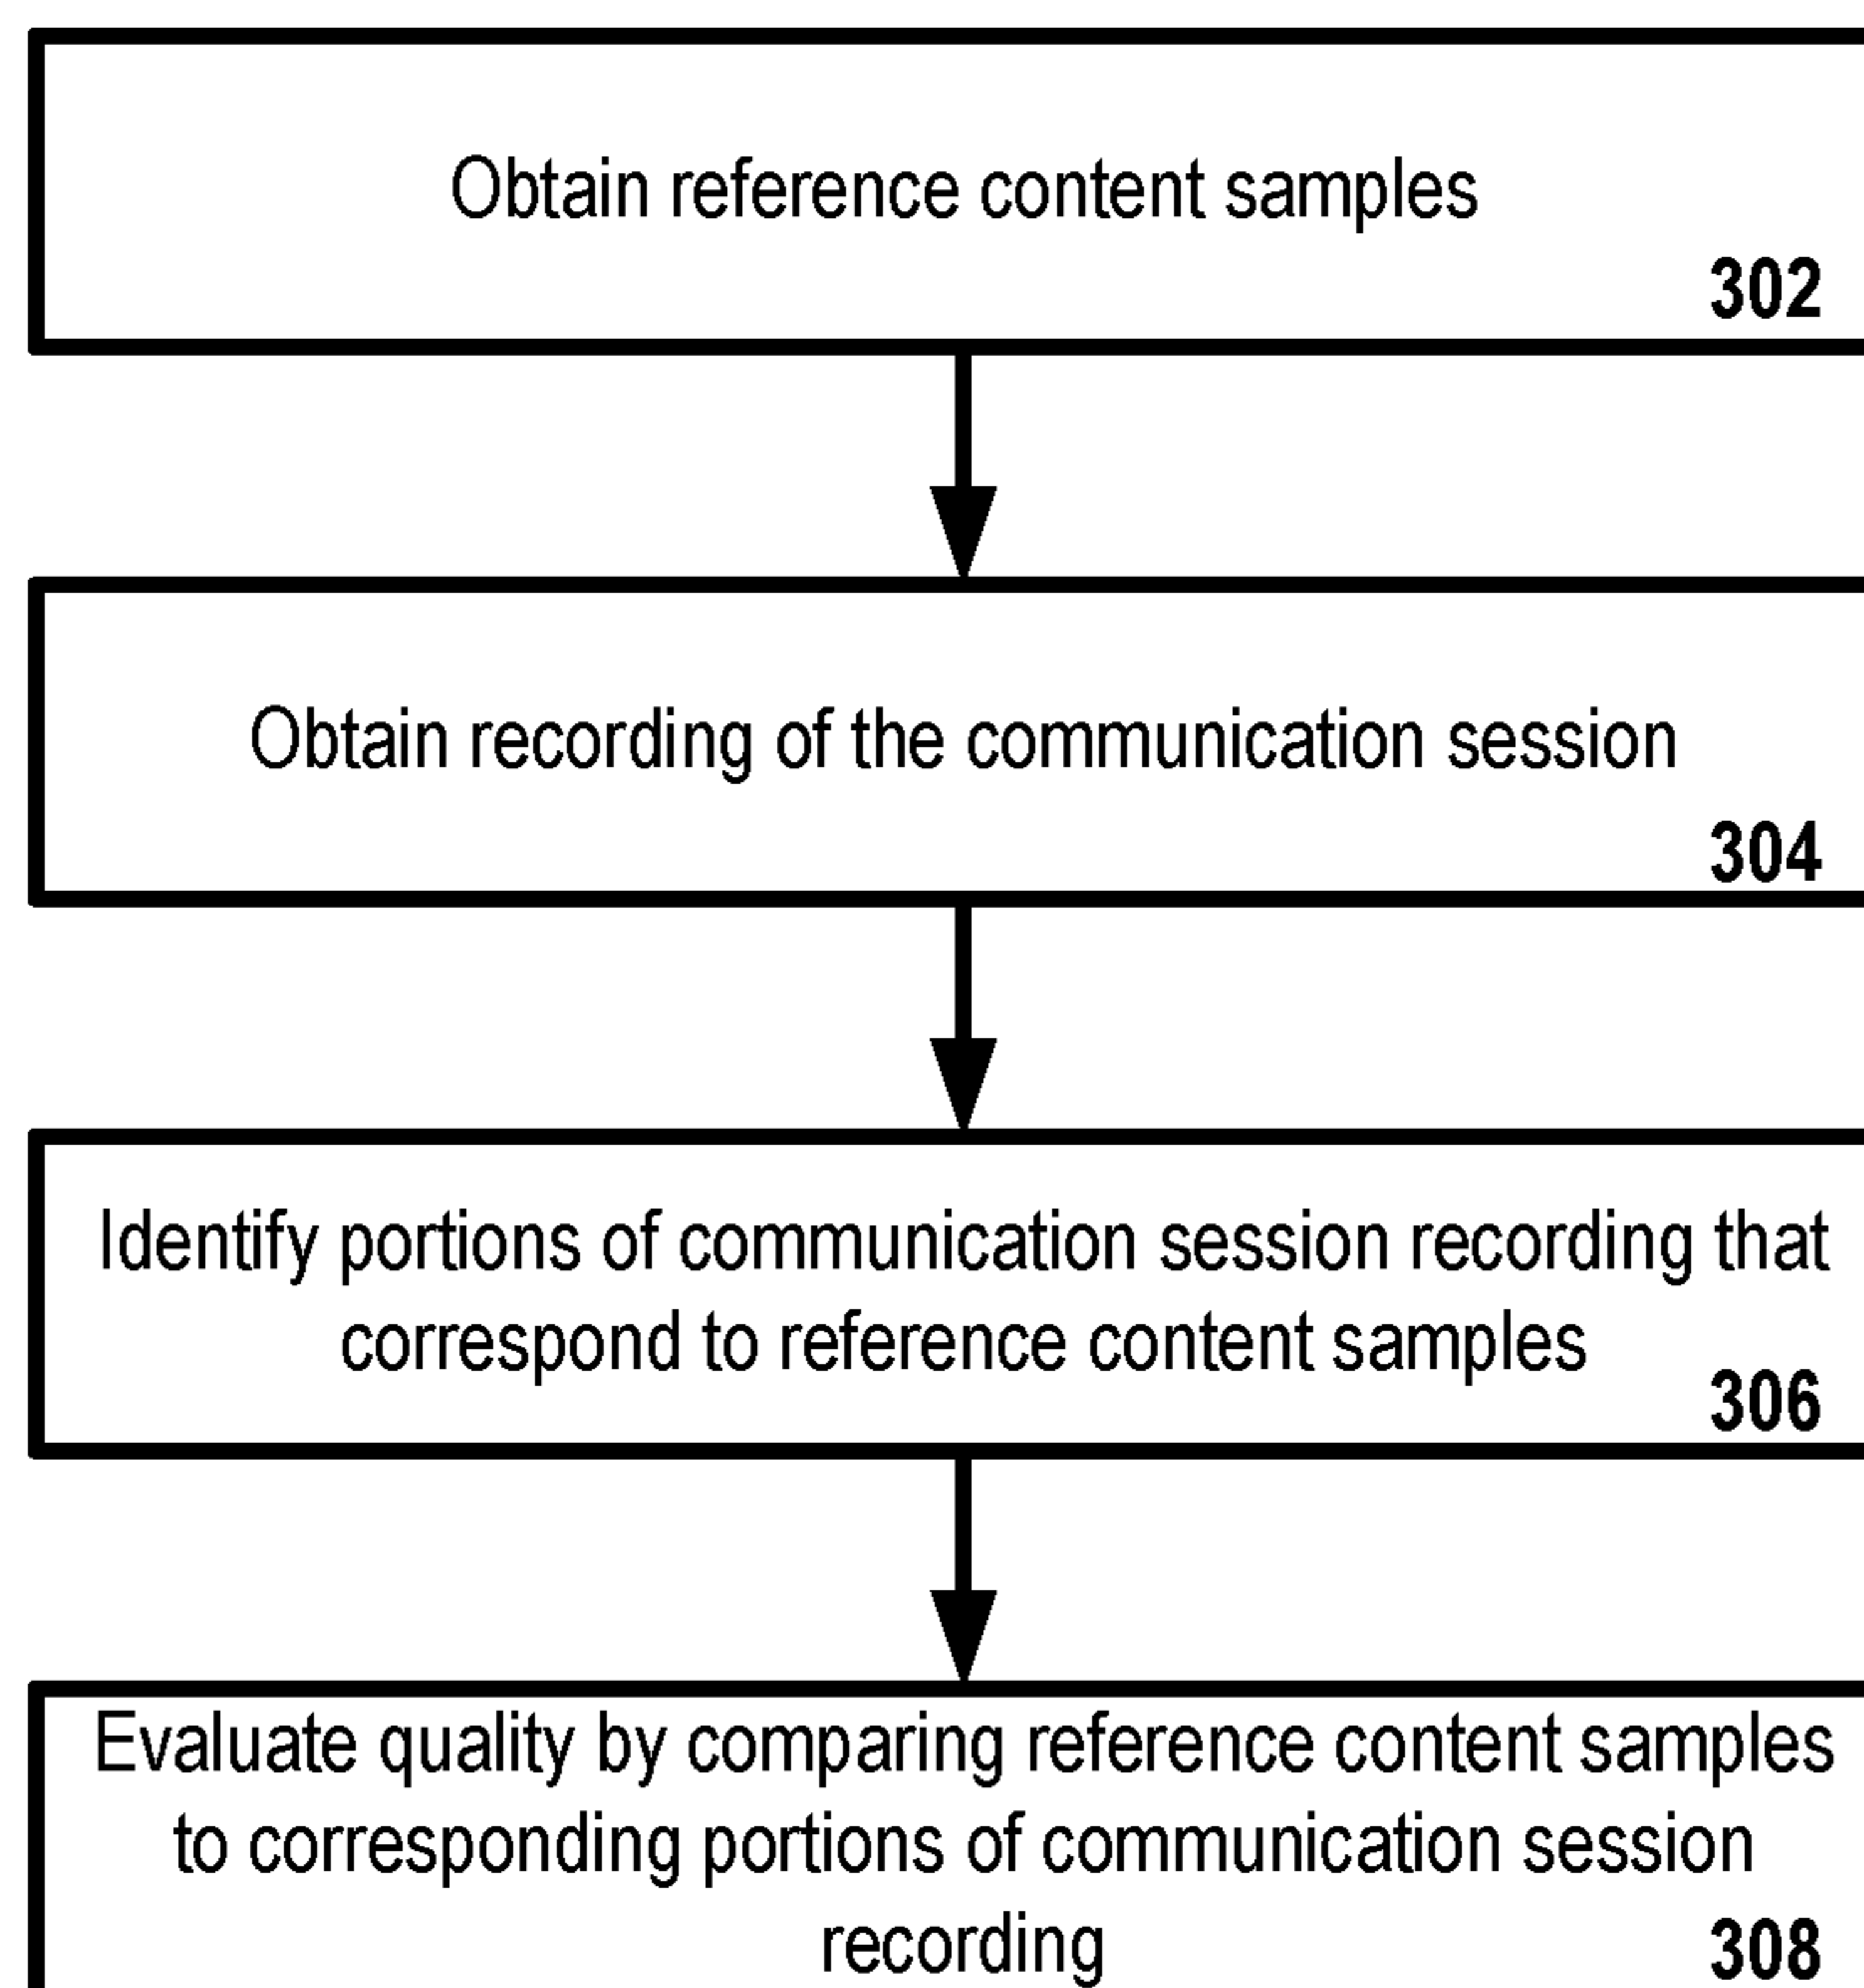 Obtain reference content samples
302
Obtain recording of the communication session
304
Identify portions of communication session recording that
correspond to reference content samples
306
Evaluate quality by comparing reference content samples
to corresponding portions of communication session
recording
308